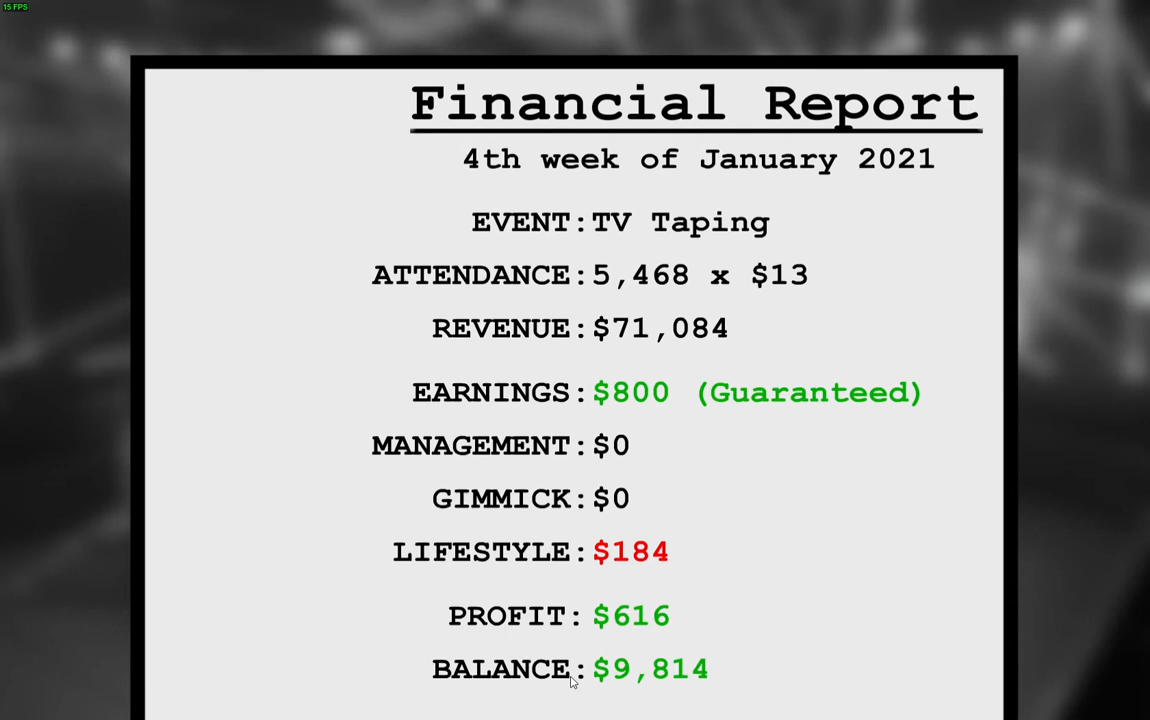 15 FPS
Financial Report
4th week of January 2021
EVENT: TV Taping
ATTENDANCE: 5,468 x $13
REVENUE: $71,084
EARNINGS: $800 (Guaranteed)
MANAGEMENT: $0
GIMMICK: $0
LIFESTYLE: $184
PROFIT: $616
BALANCE: $9,814